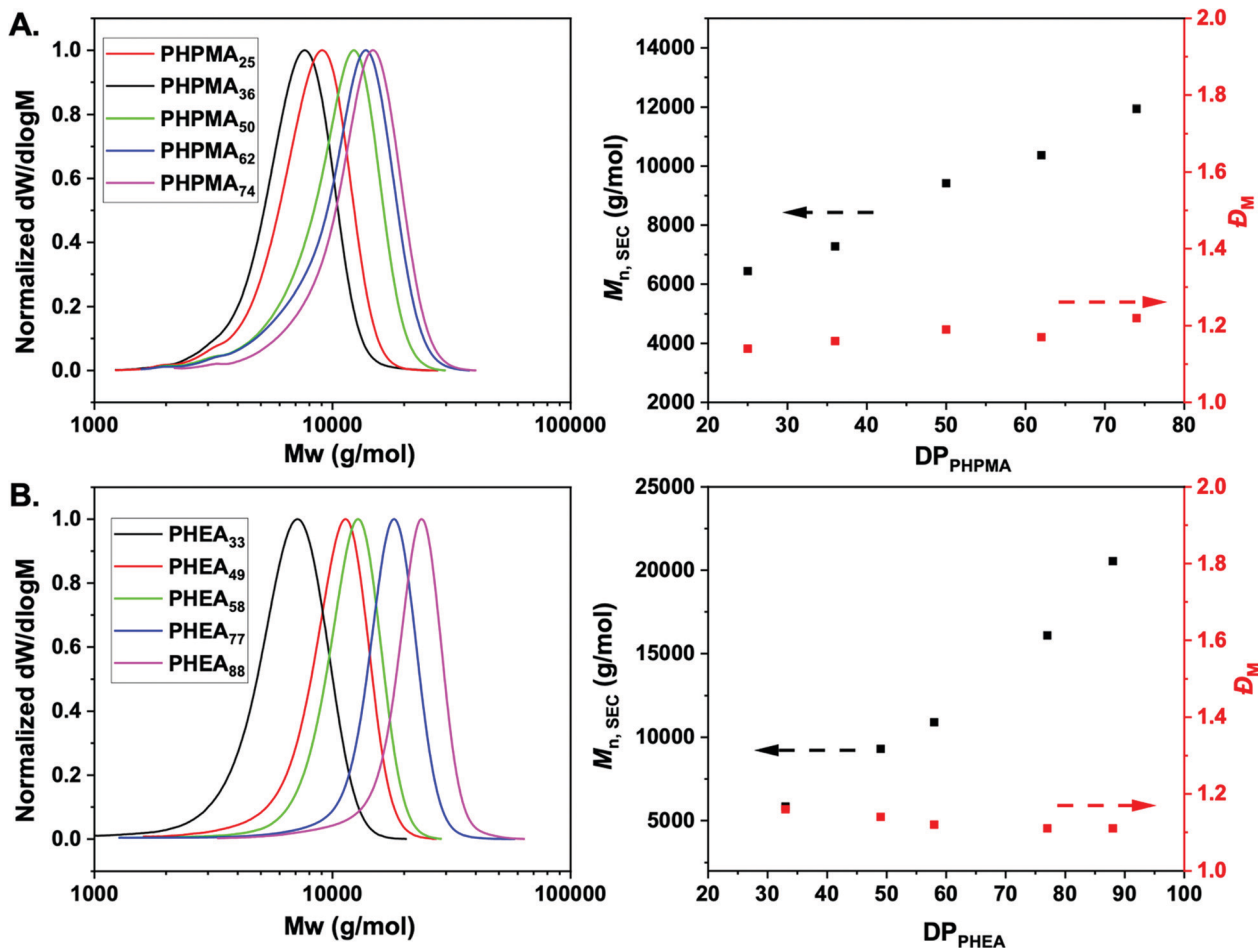 A.
PHPMA25
PHPMA36
PHPMA50
PHPMA62
PHPMA74
1.0
0.8
0.6
0.4
0.2
0.0
Normalized dW/dlogM
1000
10000
100000
Mw (g/mol)
14000
12000
10000
8000
6000
4000
2000
Mn, SEC (g/mol)
20
30
40
50
60
70
80
DPPHPMA
2.0
1.8
1.6
1.4
1.2
1.0
ĐM
B.
PHEA33
PHEA49
PHEA58
PHEA77
PHEA88
1.0
0.8
0.6
0.4
0.2
0.0
Normalized dW/dlogM
1000
10000
100000
Mw (g/mol)
25000
20000
15000
10000
5000
Mn, SEC (g/mol)
20
30
40
50
60
70
80
90
100
DPPHEA
2.0
1.8
1.6
1.4
1.2
1.0
ĐM